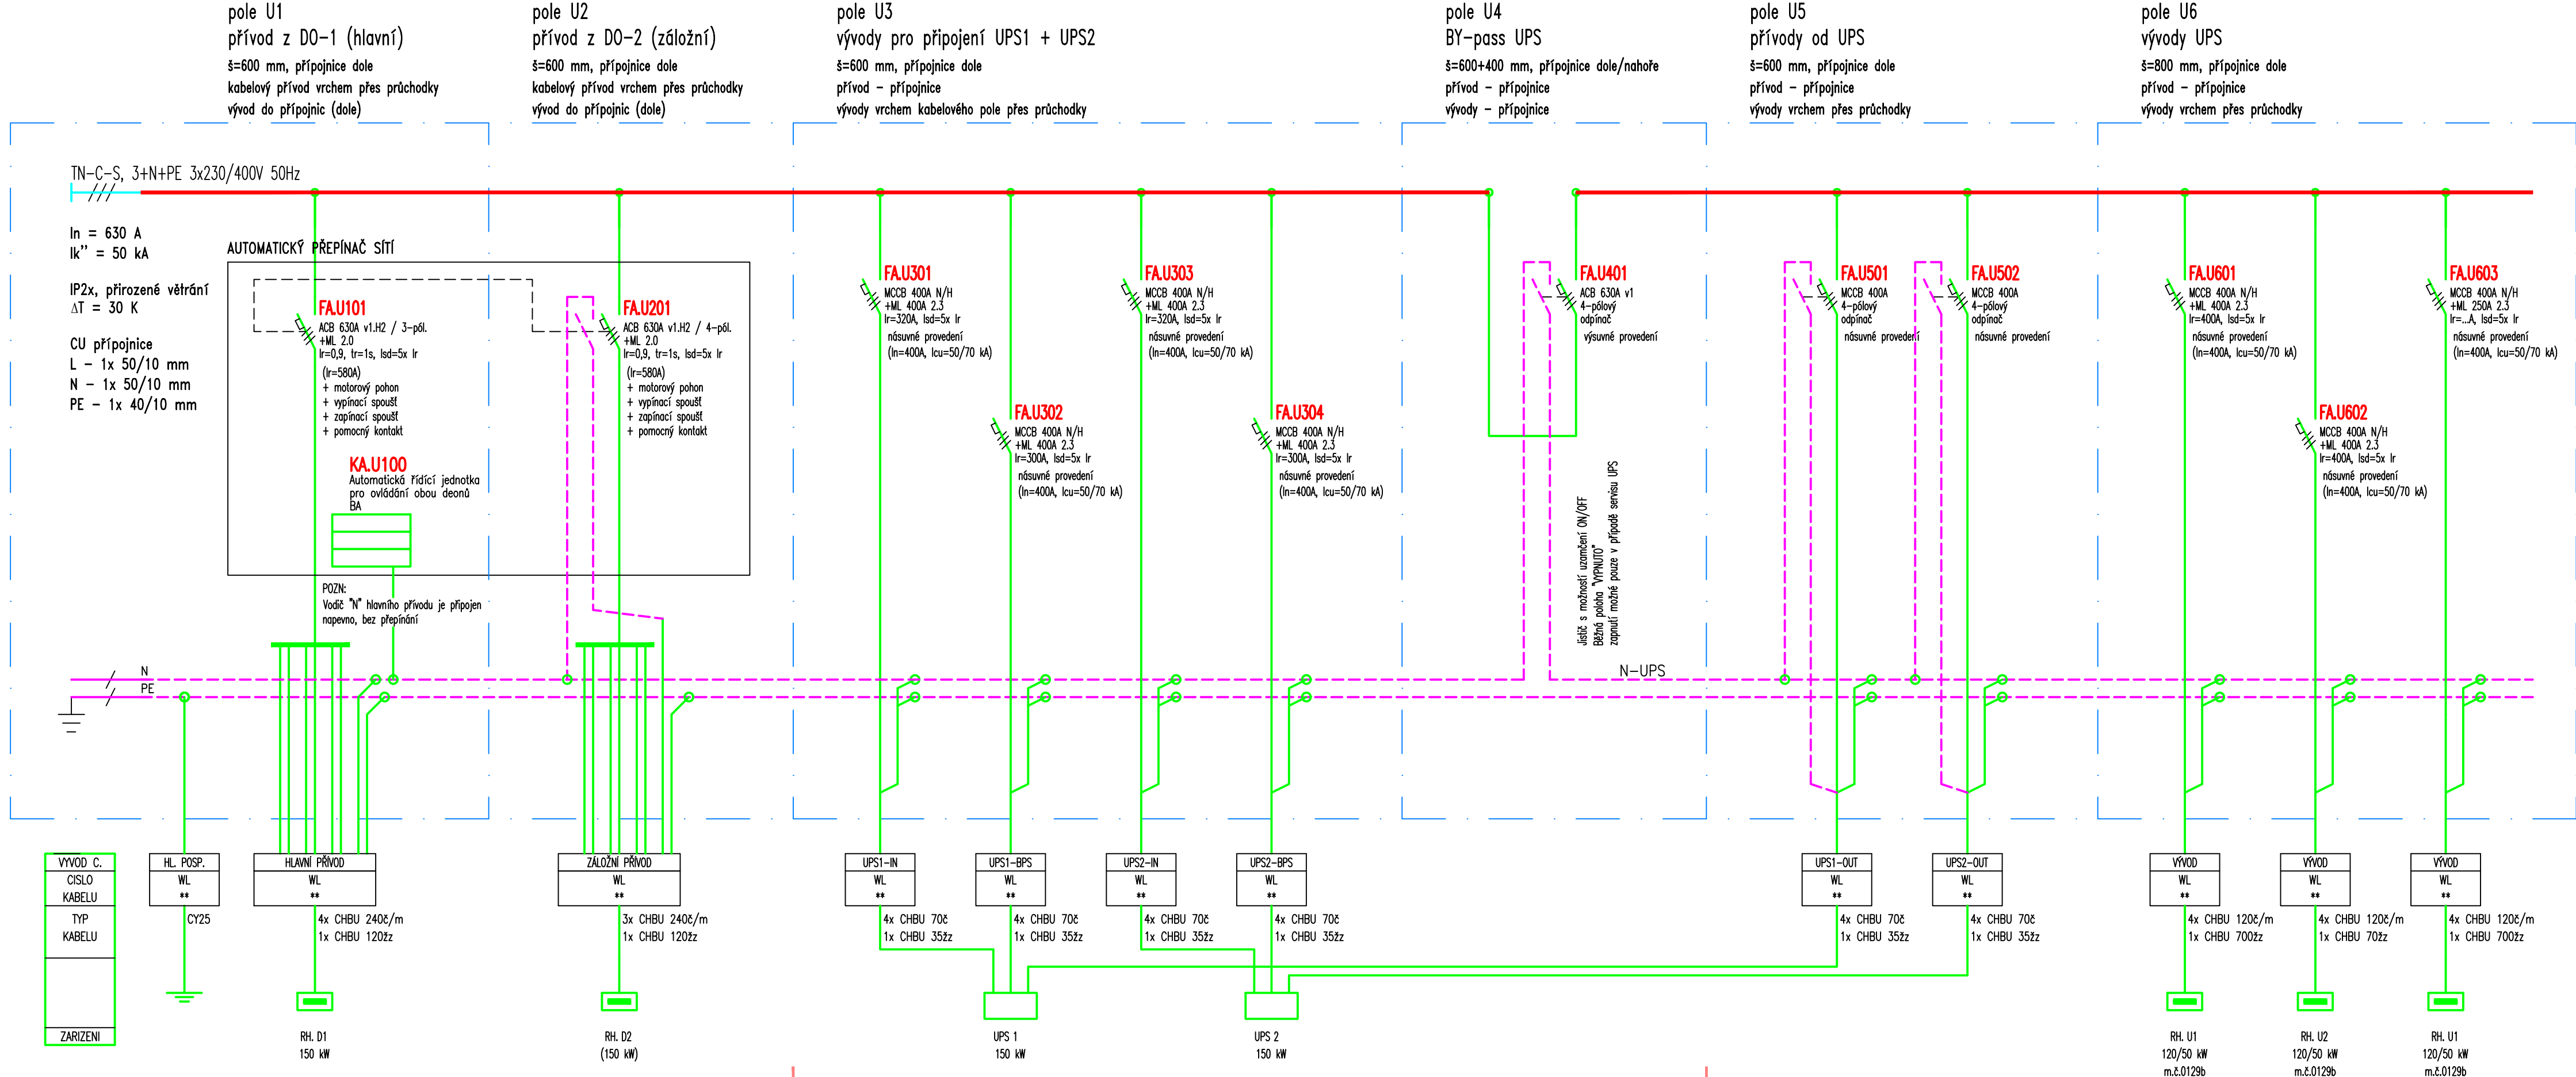 pole U1
přívod z DO-1 (hlavní)
š=600 mm, přípojnice dole
kabelový přívod vrchem přes průchodky
vývod do přípojnic (dole)
pole U2
přívod z DO-2 (záložní)
š=600 mm, přípojnice dole
kabelový přívod vrchem přes průchodky
vývod do přípojnic (dole)
pole U3
vývody pro připojení UPS1 + UPS2
š=600 mm, přípojnice dole
přívod - přípojnice
vývody vrchem kabelového pole přes průchodky
pole U4
BY-pass UPS
š=600+400 mm, přípojnice dole/nahoře
přívod - přípojnice
vývody - přípojnice
pole U5
přívody od UPS
š=600 mm, přípojnice dole
přívod - přípojnice
vývody vrchem přes průchodky
pole U6
vývody UPS
š=800 mm, přípojnice dole
přívod - přípojnice
vývody vrchem přes průchodky
TN-C-S, 3+N+PE 3x230/400V 50Hz
In = 630 A
Ik'' = 50 kA
IP2x, přirozené větrání
ΔT = 30 K
CU přípojnice
L - 1x 50/10 mm
N - 1x 50/10 mm
PE - 1x 40/10 mm
AUTOMATICKÝ PŘEPÍNAČ SÍTÍ
FA.U101
ACB 630A v1.H2 / 3-pól.
+ML 2.0
Ir=0,9, tr=1s, Isd=5x Ir
(Ir=580A)
+ motorový pohon
+ vypínací spoušť
+ zapínací spoušť
+ pomocný kontakt
KA.U100
Automatická řídící jednotka
pro ovládání obou deonů
BA
POZN:
Vodič "N" hlavního přívodu je připojen
napevno, bez přepínání
FA.U201
ACB 630A v1.H2 / 4-pól.
+ML 2.0
Ir=0,9, tr=1s, Isd=5x Ir
(Ir=580A)
+ motorový pohon
+ vypínací spoušť
+ zapínací spoušť
+ pomocný kontakt
FA.U301
MCCB 400A N/H
+ML 400A 2.3
Ir=320A, Isd=5x Ir
násuvné provedení
(In=400A, Icu=50/70 kA)
FA.U302
MCCB 400A N/H
+ML 400A 2.3
Ir=300A, Isd=5x Ir
násuvné provedení
(In=400A, Icu=50/70 kA)
FA.U303
MCCB 400A N/H
+ML 400A 2.3
Ir=320A, Isd=5x Ir
násuvné provedení
(In=400A, Icu=50/70 kA)
FA.U304
MCCB 400A N/H
+ML 400A 2.3
Ir=300A, Isd=5x Ir
násuvné provedení
(In=400A, Icu=50/70 kA)
FA.U401
ACB 630A v1
4-pólový
odpínač
výsuvné provedení
Jistič s možností uzamčení ON/OFF
Běžná poloha "VYPNUTO"
zapnutí možné pouze v případě servisu UPS
FA.U501
MCCB 400A
4-pólový
odpínač
násuvné provedení
FA.U502
MCCB 400A
4-pólový
odpínač
násuvné provedení
FA.U601
MCCB 400A N/H
+ML 400A 2.3
Ir=400A, Isd=5x Ir
násuvné provedení
(In=400A, Icu=50/70 kA)
FA.U602
MCCB 400A N/H
+ML 400A 2.3
Ir=400A, Isd=5x Ir
násuvné provedení
(In=400A, Icu=50/70 kA)
FA.U603
MCCB 400A N/H
+ML 250A 2.3
Ir=...A, Isd=5x Ir
násuvné provedení
(In=400A, Icu=50/70 kA)
N
PE
N-UPS
VYVOD C.
CISLO
KABELU
TYP
KABELU
ZARIZENI
HL. POSP.
WL
**
CY25
HLAVNÍ PŘÍVOD
WL
**
4x CHBU 240č/m
1x CHBU 120žz
RH. D1
150 kW
ZÁLOŽNÍ PŘÍVOD
WL
**
3x CHBU 240č/m
1x CHBU 120žz
RH. D2
(150 kW)
UPS1-IN
WL
**
4x CHBU 70č
1x CHBU 35žz
UPS1-BPS
WL
**
4x CHBU 70č
1x CHBU 35žz
UPS 1
150 kW
UPS2-IN
WL
**
4x CHBU 70č
1x CHBU 35žz
UPS2-BPS
WL
**
4x CHBU 70č
1x CHBU 35žz
UPS 2
150 kW
UPS1-OUT
WL
**
4x CHBU 70č
1x CHBU 35žz
UPS2-OUT
WL
**
4x CHBU 70č
1x CHBU 35žz
VÝVOD
WL
**
4x CHBU 120č/m
1x CHBU 700žz
RH. U1
120/50 kW
m.č.0129b
VÝVOD
WL
**
4x CHBU 120č/m
1x CHBU 70žz
RH. U2
120/50 kW
m.č.0129b
VÝVOD
WL
**
4x CHBU 120č/m
1x CHBU 700žz
RH. U1
120/50 kW
m.č.0129b